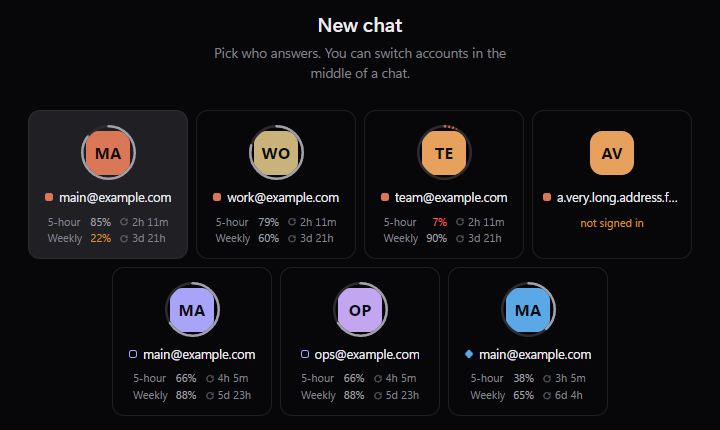 New chat
Pick who answers. You can switch accounts in the
middle of a chat.
MA
main@example.com
5-hour 85% 2h 11m
Weekly 22% 3d 21h
WO
work@example.com
5-hour 79% 2h 11m
Weekly 60% 3d 21h
TE
team@example.com
5-hour 7% 2h 11m
Weekly 90% 3d 21h
AV
a.very.long.address.f...
not signed in
MA
main@example.com
5-hour 66% 4h 5m
Weekly 88% 5d 23h
OP
ops@example.com
5-hour 66% 4h 5m
Weekly 88% 5d 23h
MA
main@example.com
5-hour 38% 3h 5m
Weekly 65% 6d 4h